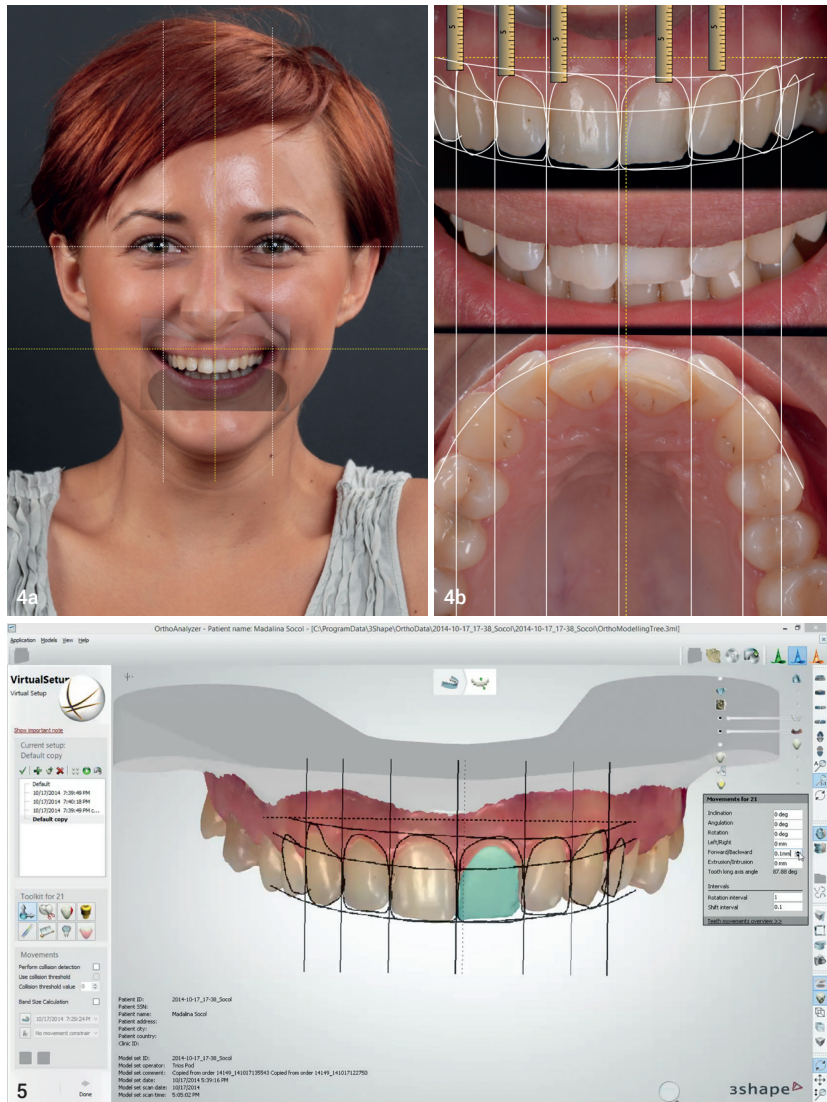 5
5
5
5
5
4a
4b
OrthoAnalyzer - Patient name: Madalina Socol - [C:\ProgramData\3Shape\OrthoData\2014-10-17_17-38_Socol\2014-10-17_17-38_Socol\OrthoModellingTree.3ml]
Application Models View Help
VirtualSetup
Virtual Setup
Show important note
Current setup:
Default copy
Default
10/17/2014 7:39:49 PM
10/17/2014 7:40:18 PM
10/17/2014 7:39:49 PM c...
Default copy
Toolkit for 21
Movements
Perform collision detection
Use collision threshold
Collision threshold value 0
Band Size Calculation
10/17/2014 7:29:24 PM
No movement constrair
Done
5
Movements for 21
Inclination 0 deg
Angulation 0 deg
Rotation 0 deg
Left/Right 0 mm
Forward/Backward 0.1mm
Extrusion/Intrusion 0 mm
Tooth long axis angle 87.88 deg
Intervals
Rotation interval 1
Shift interval 0.1
Teeth movements overview >>
Patient ID: 2014-10-17_17-38_Socol
Patient SSN:
Patient name: Madalina Socol
Patient address:
Patient city:
Patient country:
Clinic ID:
Model set ID: 2014-10-17_17-38_Socol
Model set operator: Trios Pod
Model set comment: Copied from order 14149_141017135543 Copied from order 14149_141017122750
Model set date: 10/17/2014 5:39:16 PM
Model set scan date: 10/17/2014
Model set scan time: 5:05:02 PM
3shape